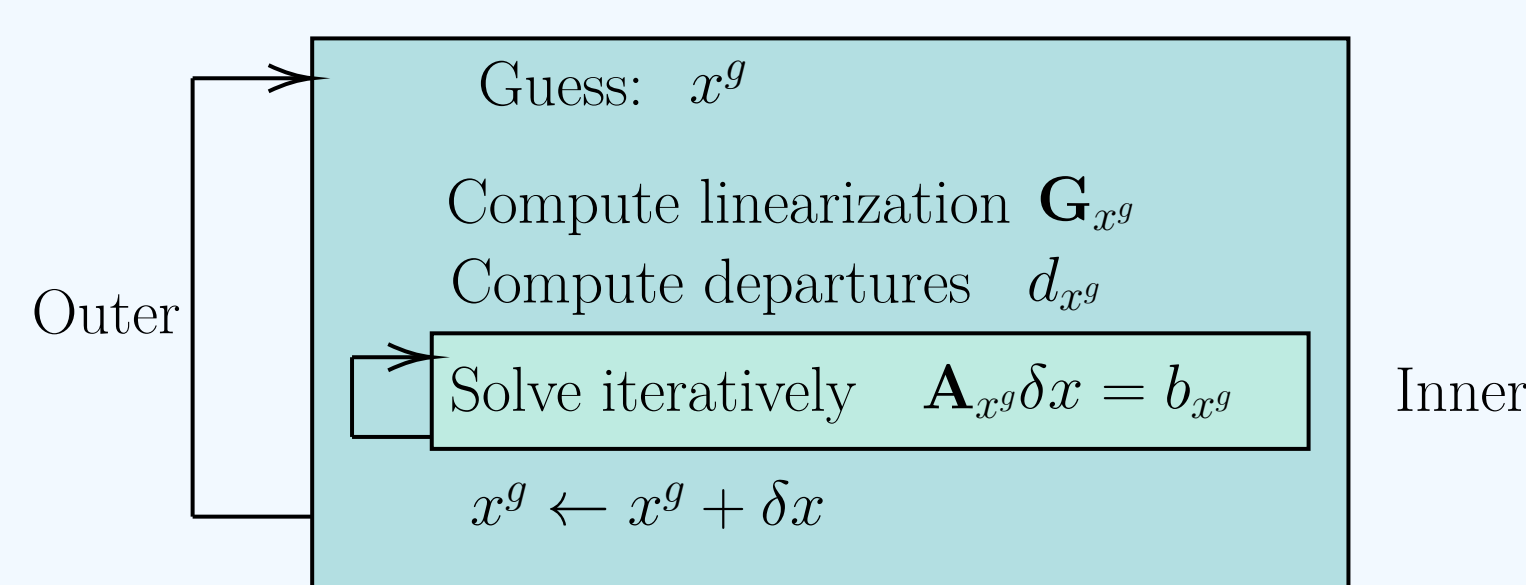 Guess: $x^g$
Compute linearization $\mathbf{G}_{x^g}$
Compute departures $d_{x^g}$
Outer
Solve iteratively $\mathbf{A}_{x^g}\delta x = b_{x^g}$
Inner
$x^g \leftarrow x^g + \delta x$